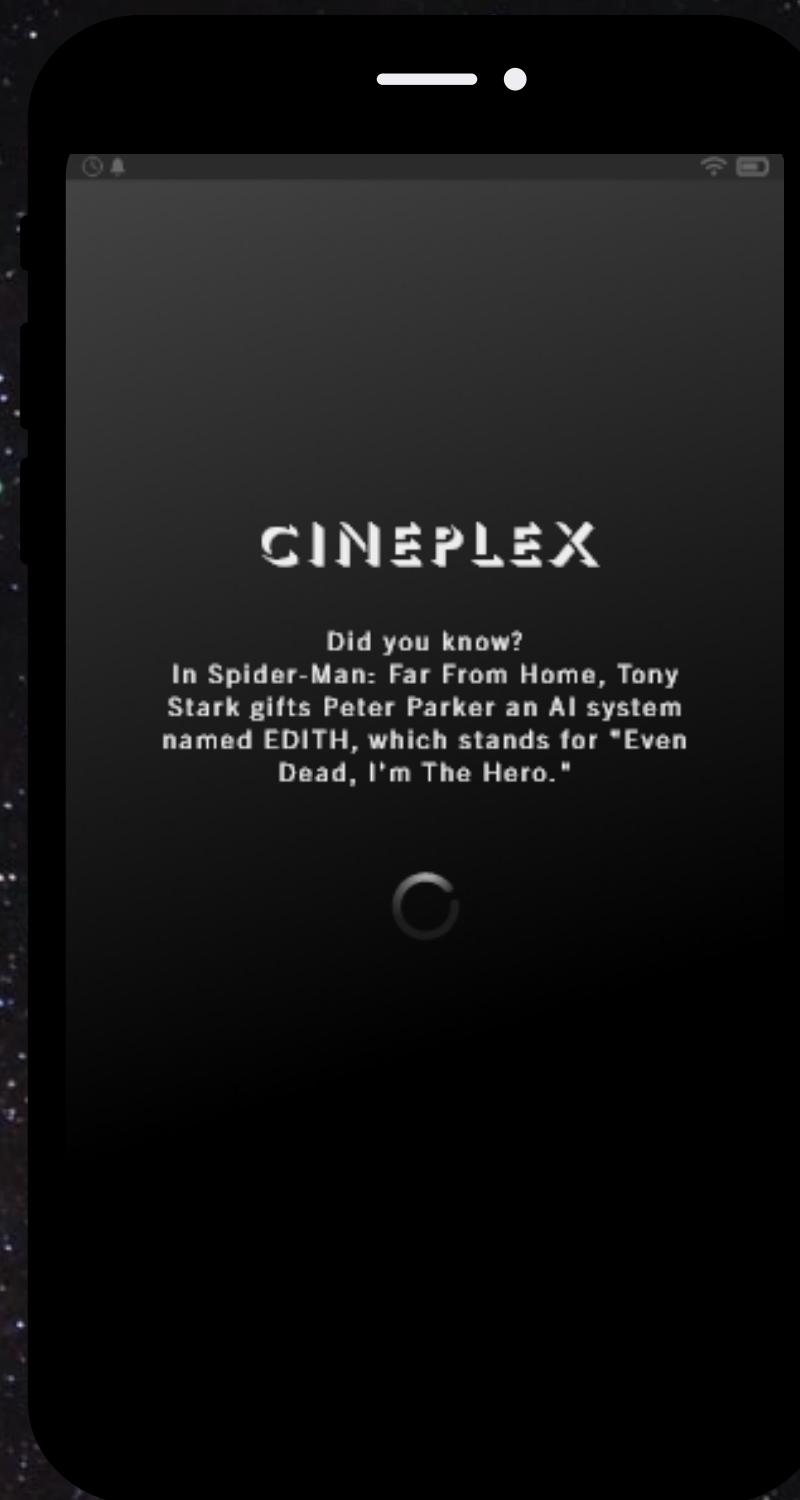 CINEPLEX
Did you know?
In Spider-Man: Far From Home, Tony
Stark gifts Peter Parker an AI system
named EDITH, which stands for "Even
Dead, I'm The Hero."